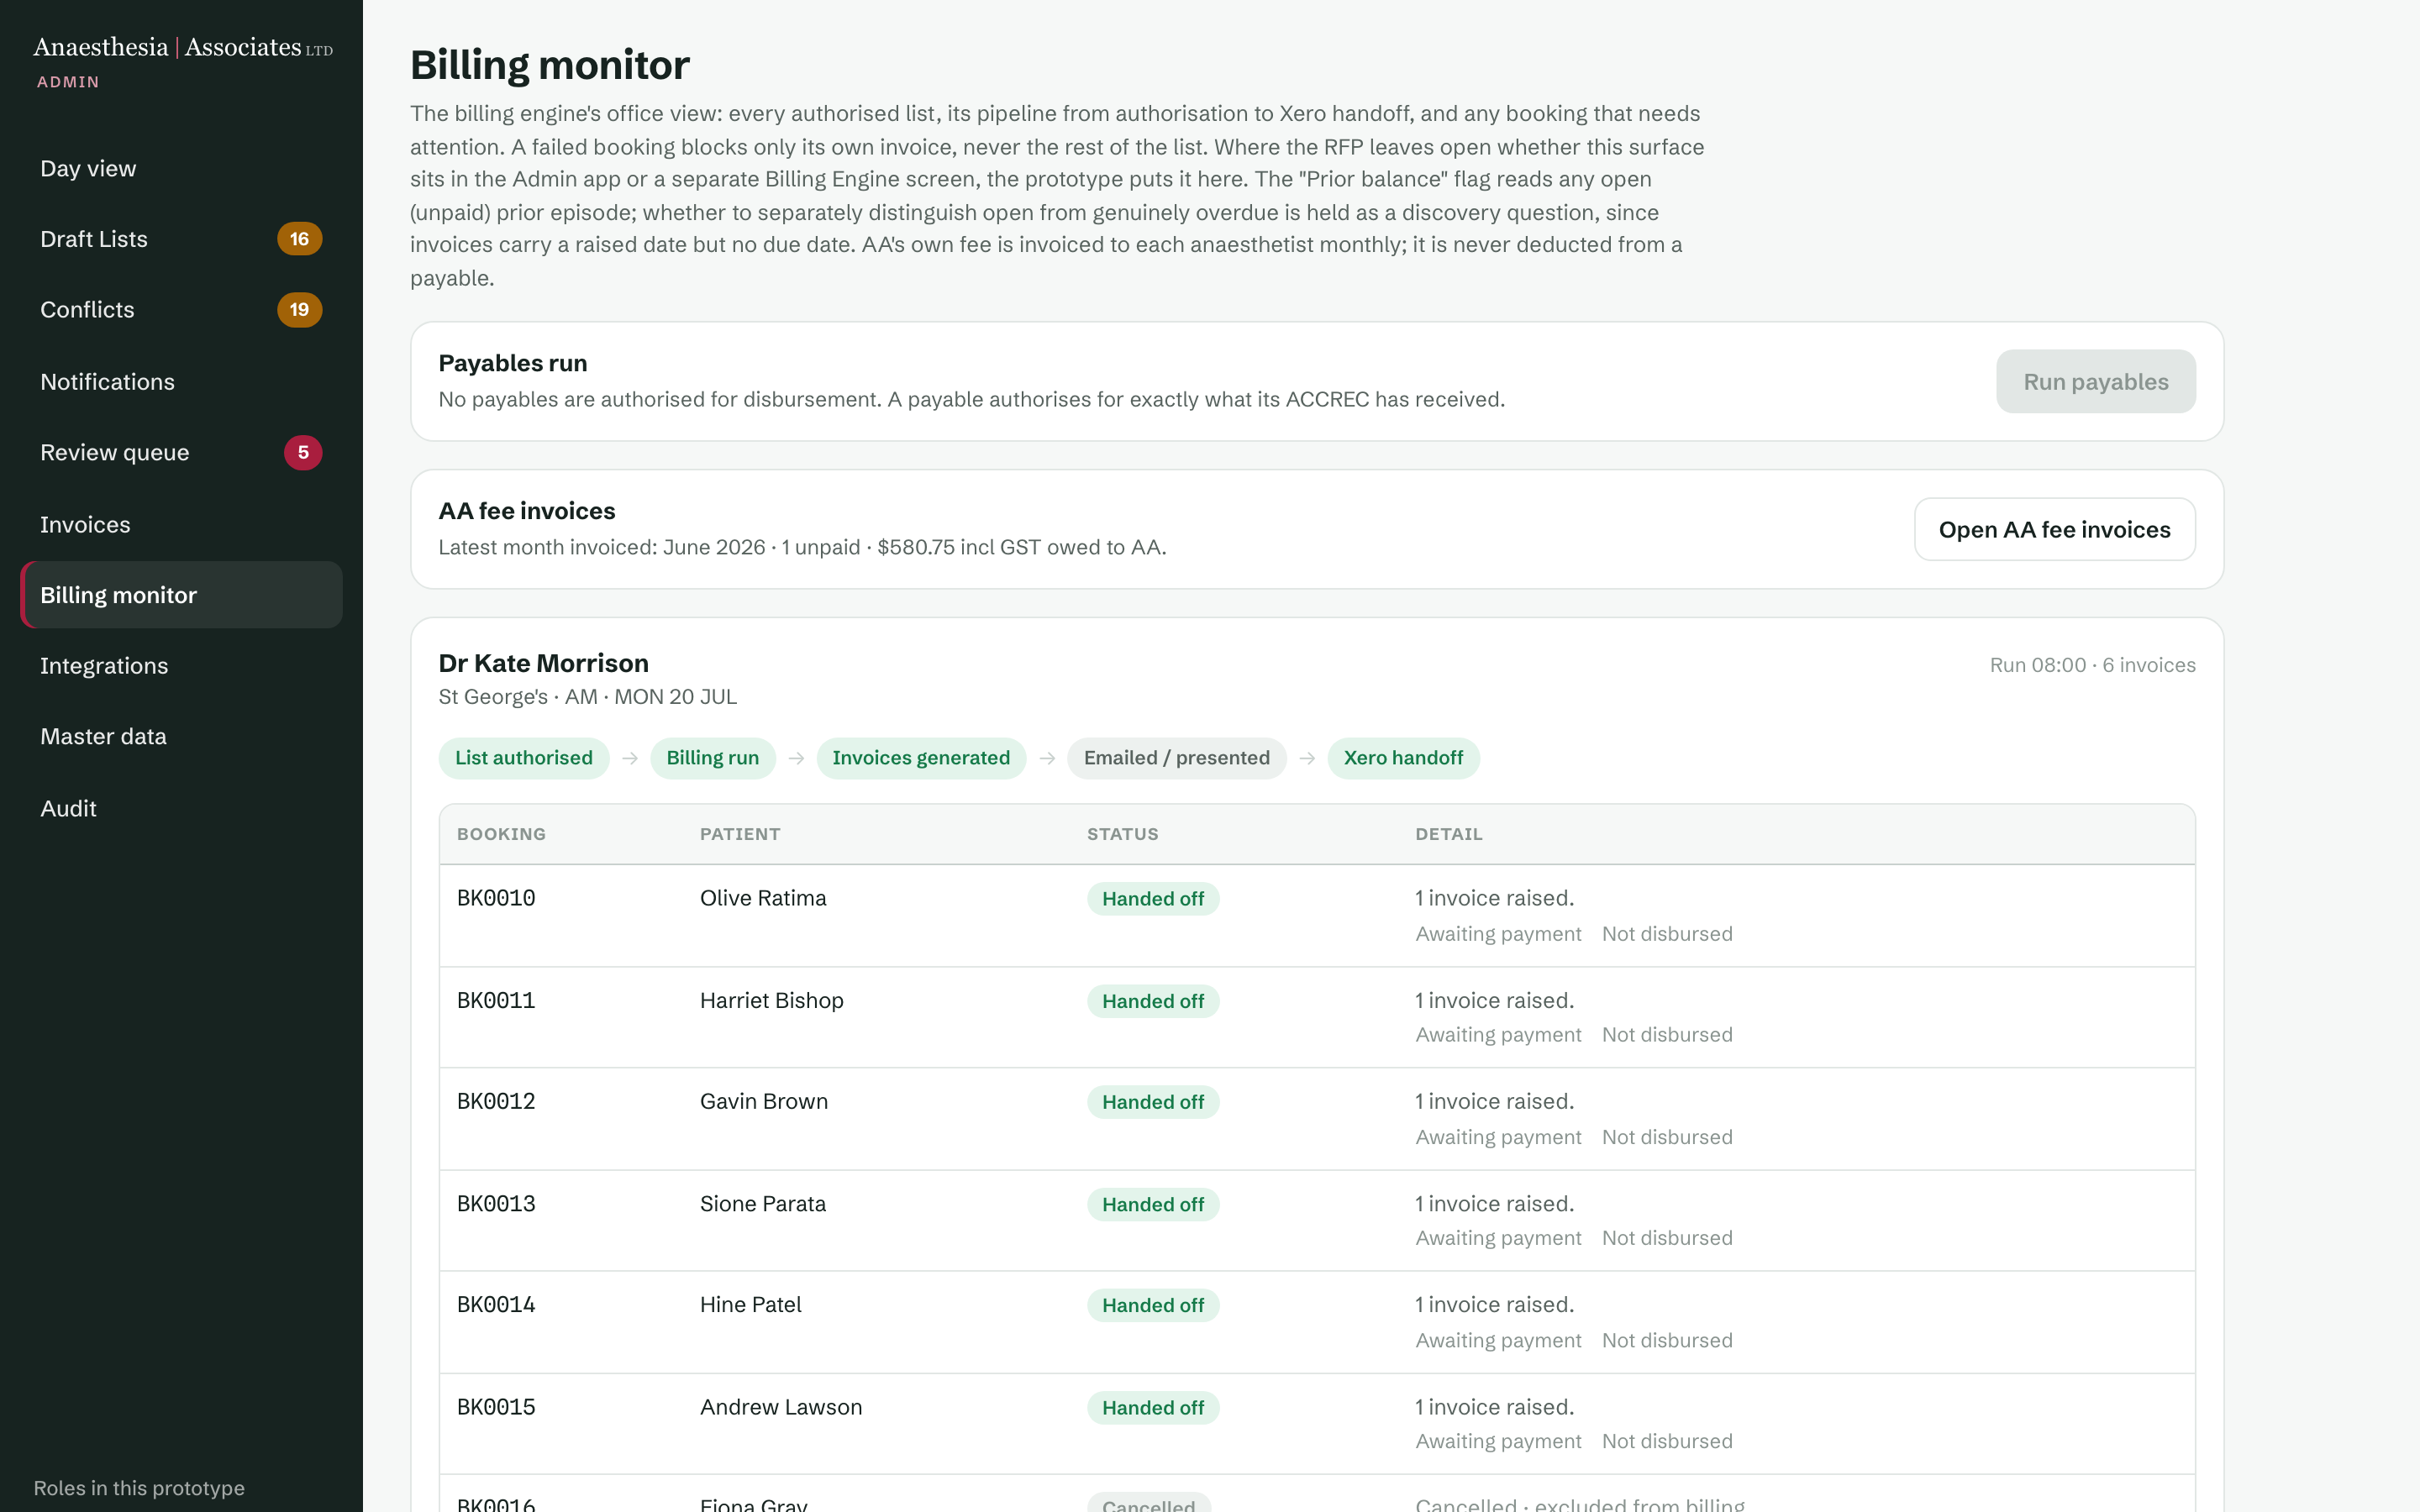 Anaesthesia | Associates LTD
ADMIN
Day view
Draft Lists 16
Conflicts 19
Notifications
Review queue 5
Invoices
Billing monitor
Integrations
Master data
Audit
Roles in this prototype
Billing monitor
The billing engine's office view: every authorised list, its pipeline from authorisation to Xero handoff, and any booking that needs
attention. A failed booking blocks only its own invoice, never the rest of the list. Where the RFP leaves open whether this surface
sits in the Admin app or a separate Billing Engine screen, the prototype puts it here. The "Prior balance" flag reads any open
(unpaid) prior episode; whether to separately distinguish open from genuinely overdue is held as a discovery question, since
invoices carry a raised date but no due date. AA's own fee is invoiced to each anaesthetist monthly; it is never deducted from a
payable.
Payables run
No payables are authorised for disbursement. A payable authorises for exactly what its ACCREC has received.
Run payables
AA fee invoices
Latest month invoiced: June 2026 · 1 unpaid · $580.75 incl GST owed to AA.
Open AA fee invoices
Dr Kate Morrison
St George's · AM · MON 20 JUL
Run 08:00 · 6 invoices
List authorised → Billing run → Invoices generated → Emailed / presented → Xero handoff
BOOKING PATIENT STATUS DETAIL
BK0010 Olive Ratima Handed off 1 invoice raised.
Awaiting payment Not disbursed
BK0011 Harriet Bishop Handed off 1 invoice raised.
Awaiting payment Not disbursed
BK0012 Gavin Brown Handed off 1 invoice raised.
Awaiting payment Not disbursed
BK0013 Sione Parata Handed off 1 invoice raised.
Awaiting payment Not disbursed
BK0014 Hine Patel Handed off 1 invoice raised.
Awaiting payment Not disbursed
BK0015 Andrew Lawson Handed off 1 invoice raised.
Awaiting payment Not disbursed
BK0016 Fiona Gray Cancelled Cancelled · excluded from billing